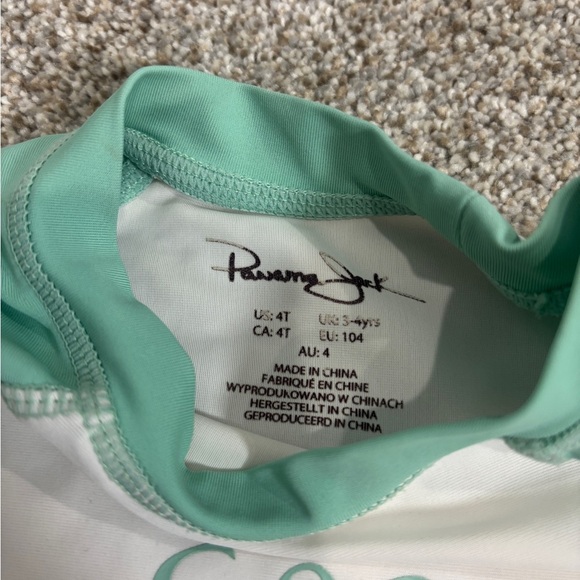 Panama Jack
US: 4T UK: 3-4yrs
CA: 4T EU: 104
AU: 4
MADE IN CHINA
FABRIQUÉ EN CHINE
WYPRODUKOWANO W CHINACH
HERGESTELLT IN CHINA
GEPRODUCEERD IN CHINA